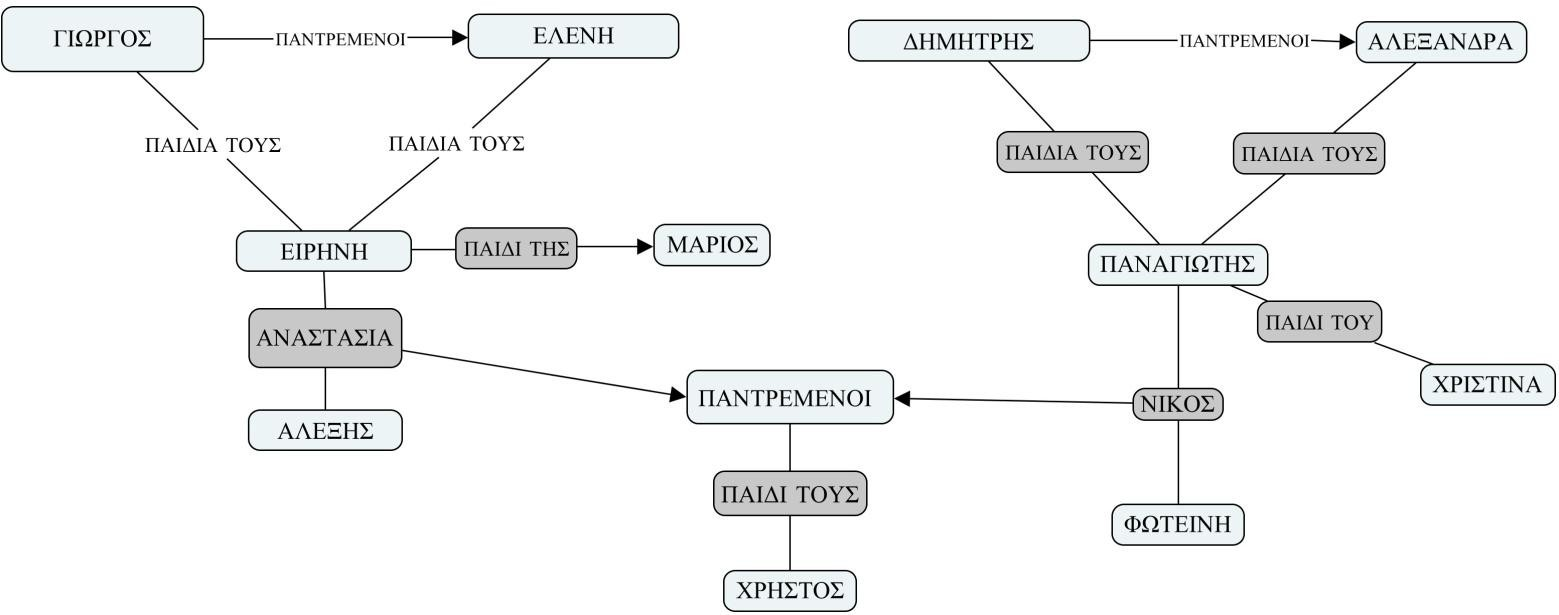 ΓΙΩΡΓΟΣ
ΠΑΝΤΡΕΜΕΝΟΙ
ΕΛΕΝΗ
ΔΗΜΗΤΡΗΣ
ΠΑΝΤΡΕΜΕΝΟΙ
ΑΛΕΞΑΝΔΡΑ
ΠΑΙΔΙΑ ΤΟΥΣ
ΠΑΙΔΙΑ ΤΟΥΣ
ΠΑΙΔΙΑ ΤΟΥΣ
ΠΑΙΔΙΑ ΤΟΥΣ
ΕΙΡΗΝΗ
ΠΑΙΔΙ ΤΗΣ
ΜΑΡΙΟΣ
ΠΑΝΑΓΙΩΤΗΣ
ΑΝΑΣΤΑΣΙΑ
ΠΑΙΔΙ ΤΟΥ
ΧΡΙΣΤΙΝΑ
ΠΑΝΤΡΕΜΕΝΟΙ
ΝΙΚΟΣ
ΑΛΕΞΗΣ
ΠΑΙΔΙ ΤΟΥΣ
ΦΩΤΕΙΝΗ
ΧΡΗΣΤΟΣ